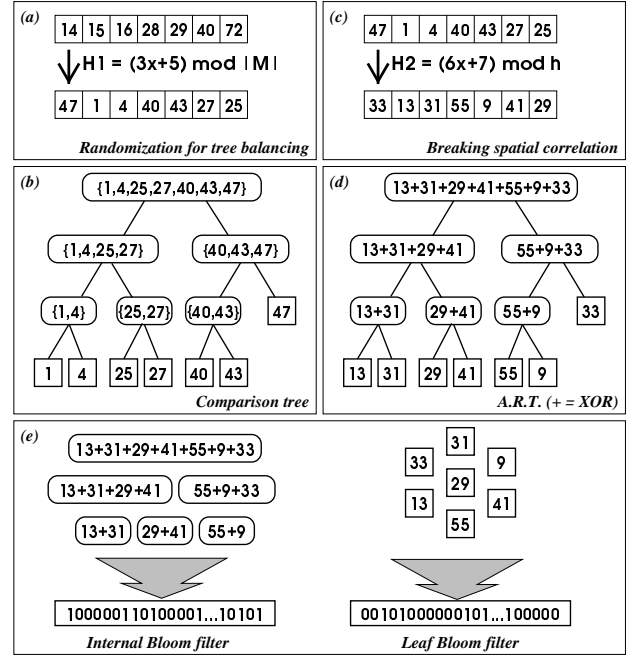 (a)
14 15 16 28 29 40 72
H1 = (3x+5) mod |M|
47 1 4 40 43 27 25
Randomization for tree balancing
(c)
47 1 4 40 43 27 25
H2 = (6x+7) mod h
33 13 31 55 9 41 29
Breaking spatial correlation
(b)
{1,4,25,27,40,43,47}
{1,4,25,27} {40,43,47}
{1,4} {25,27} {40,43} 47
1 4 25 27 40 43
Comparison tree
(d)
13+31+29+41+55+9+33
13+31+29+41 55+9+33
13+31 29+41 55+9 33
13 31 29 41 55 9
A.R.T. (+ = XOR)
(e)
13+31+29+41+55+9+33
13+31+29+41 55+9+33
13+31 29+41 55+9
100000110100001...10101
Internal Bloom filter
31
33 9
29
13 41
55
00101000000101...100000
Leaf Bloom filter